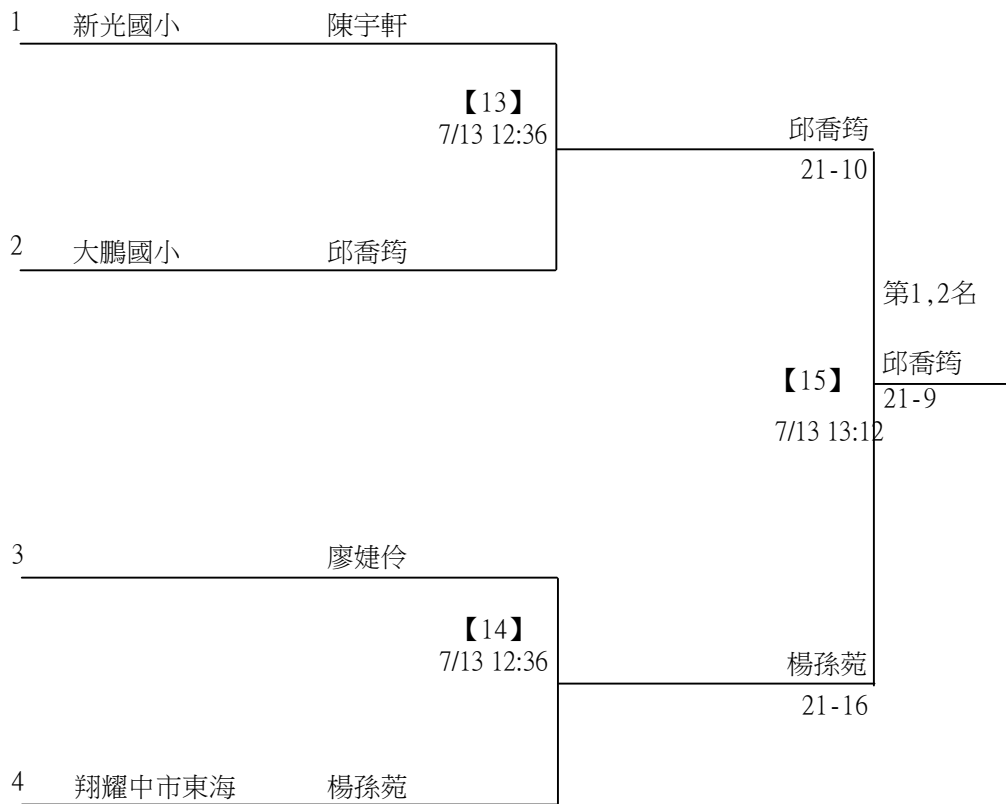 1 新光國小 陳宇軒
【13】
7/13 12:36
邱喬筠
21-10
2 大鵬國小 邱喬筠
第1,2名
邱喬筠
【15】
21-9
7/13 13:12
3 廖婕伶
【14】
7/13 12:36
楊孫菀
21-16
4 翔耀中市東海 楊孫菀